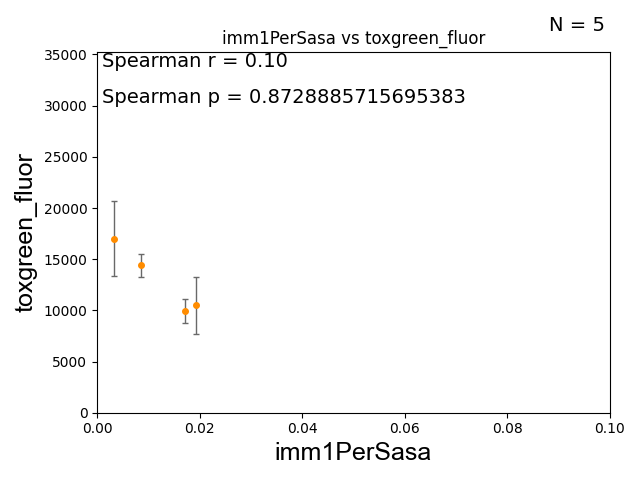 N = 5
imm1PerSasa vs toxgreen_fluor
Spearman r = 0.10
Spearman p = 0.8728885715695383
35000
30000
25000
20000
15000
10000
5000
0
toxgreen_fluor
0.00 0.02 0.04 0.06 0.08 0.10
imm1PerSasa